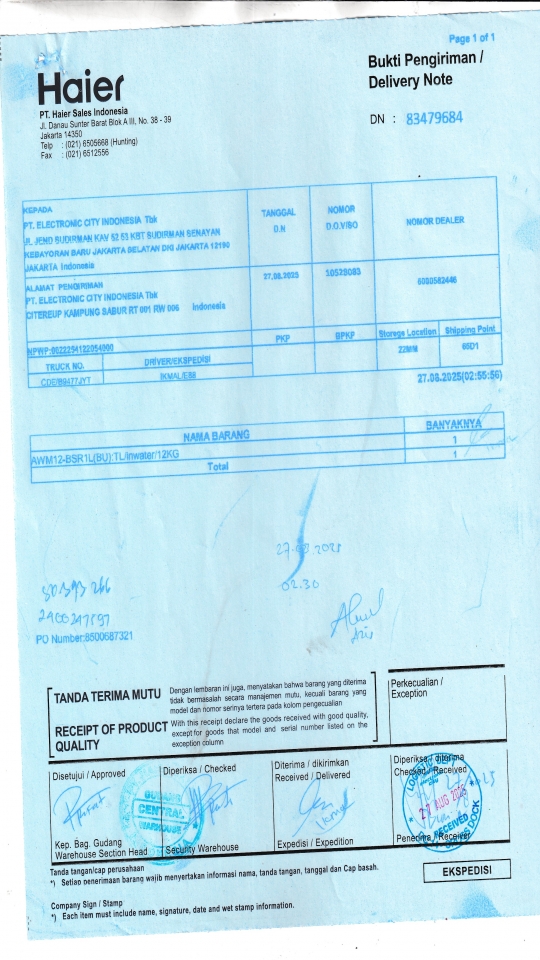 Page 1 of 1
Haier
Bukti Pengiriman /
Delivery Note
PT. Haier Sales Indonesia
Jl. Danau Sunter Barat Blok A III, No. 38 - 39
Jakarta 14350
Telp : (021) 6505668 (Hunting)
Fax : (021) 6512556
DN : 83479684
KEPADA
PT. ELECTRONIC CITY INDONESIA Tbk
JL. JEND SUDIRMAN KAV 52 53 KBT SUDIRMAN SENAYAN
KEBAYORAN BARU JAKARTA SELATAN DKI JAKARTA 12190
JAKARTA Indonesia
TANGGAL
D.N
NOMOR
D.O.V/SO
NOMOR DEALER
ALAMAT PENGIRIMAN
PT. ELECTRONIC CITY INDONESIA Tbk
CITEREUP KAMPUNG SABUR RT 001 RW 006 Indonesia
27.08.2025
6030582446
PKP
BPKP
Storage Location
Shipping Point
22MM
65D1
TRUCK NO.
DRIVER/EKSPEDISI
CDE/B9477JYT
IKMAL/ESII
27.08.2025(02:55:56)
NAMA BARANG
BANYAKNYA
AWM12-BSR1L(BU):TL/Inwater/12KG
1
Total
1
02.30
PO Number:8500687321
TANDA TERIMA MUTU
Dengan lembaran ini juga, menyatakan bahwa barang yang diterima
tidak bermasalah secara manajemen mutu, kecuali barang yang
model dan nomor serinya tertera pada kolom pengecualian
RECEIPT OF PRODUCT
QUALITY
With this receipt declare the goods received with good quality,
except for goods that model and serial number listed on the
exception column
Perkecualian /
Exception
Disetujui / Approved
Diperiksa / Checked
Diterima / dikirimkan
Received / Delivered
Diperiksa / diterima
Checked / Received
CENTRAL
WAREHOUSE
27 AUG 2025
RECEIVED
Kep. Bag. Gudang
Warehouse Section Head
Security Warehouse
Expedisi / Expedition
Penerima / Receiver
Tanda tangan/cap perusahaan
*) Setiap penerimaan barang wajib menyertakan informasi nama, tanda tangan, tanggal dan Cap basah.
EKSPEDISI
Company Sign / Stamp
*) Each item must include name, signature, date and wet stamp information.